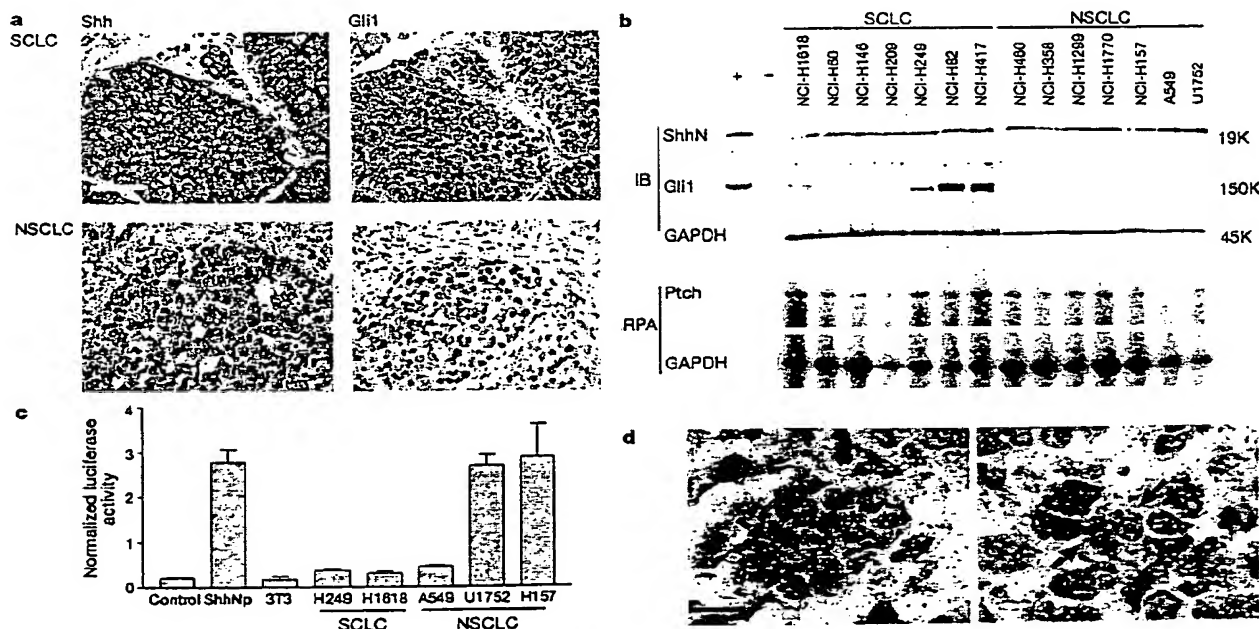 a
Shh
Gli1
SCLC
NSCLC
b
SCLC
NSCLC
+
-
NCI-H1618
NCI-H60
NCI-H146
NCI-H209
NCI-H249
NCI-H82
NCI-H417
NCI-H460
NCI-H358
NCI-H1299
NCI-H1770
NCI-H157
A549
U1752
IB
ShhN
19K
Gli1
150K
GAPDH
45K
RPA
Ptch
GAPDH
c
Normalized luciferase
activity
4
3
2
1
0
Control ShhNp 3T3 H249 H1618 A549 U1752 H157
SCLC NSCLC
d